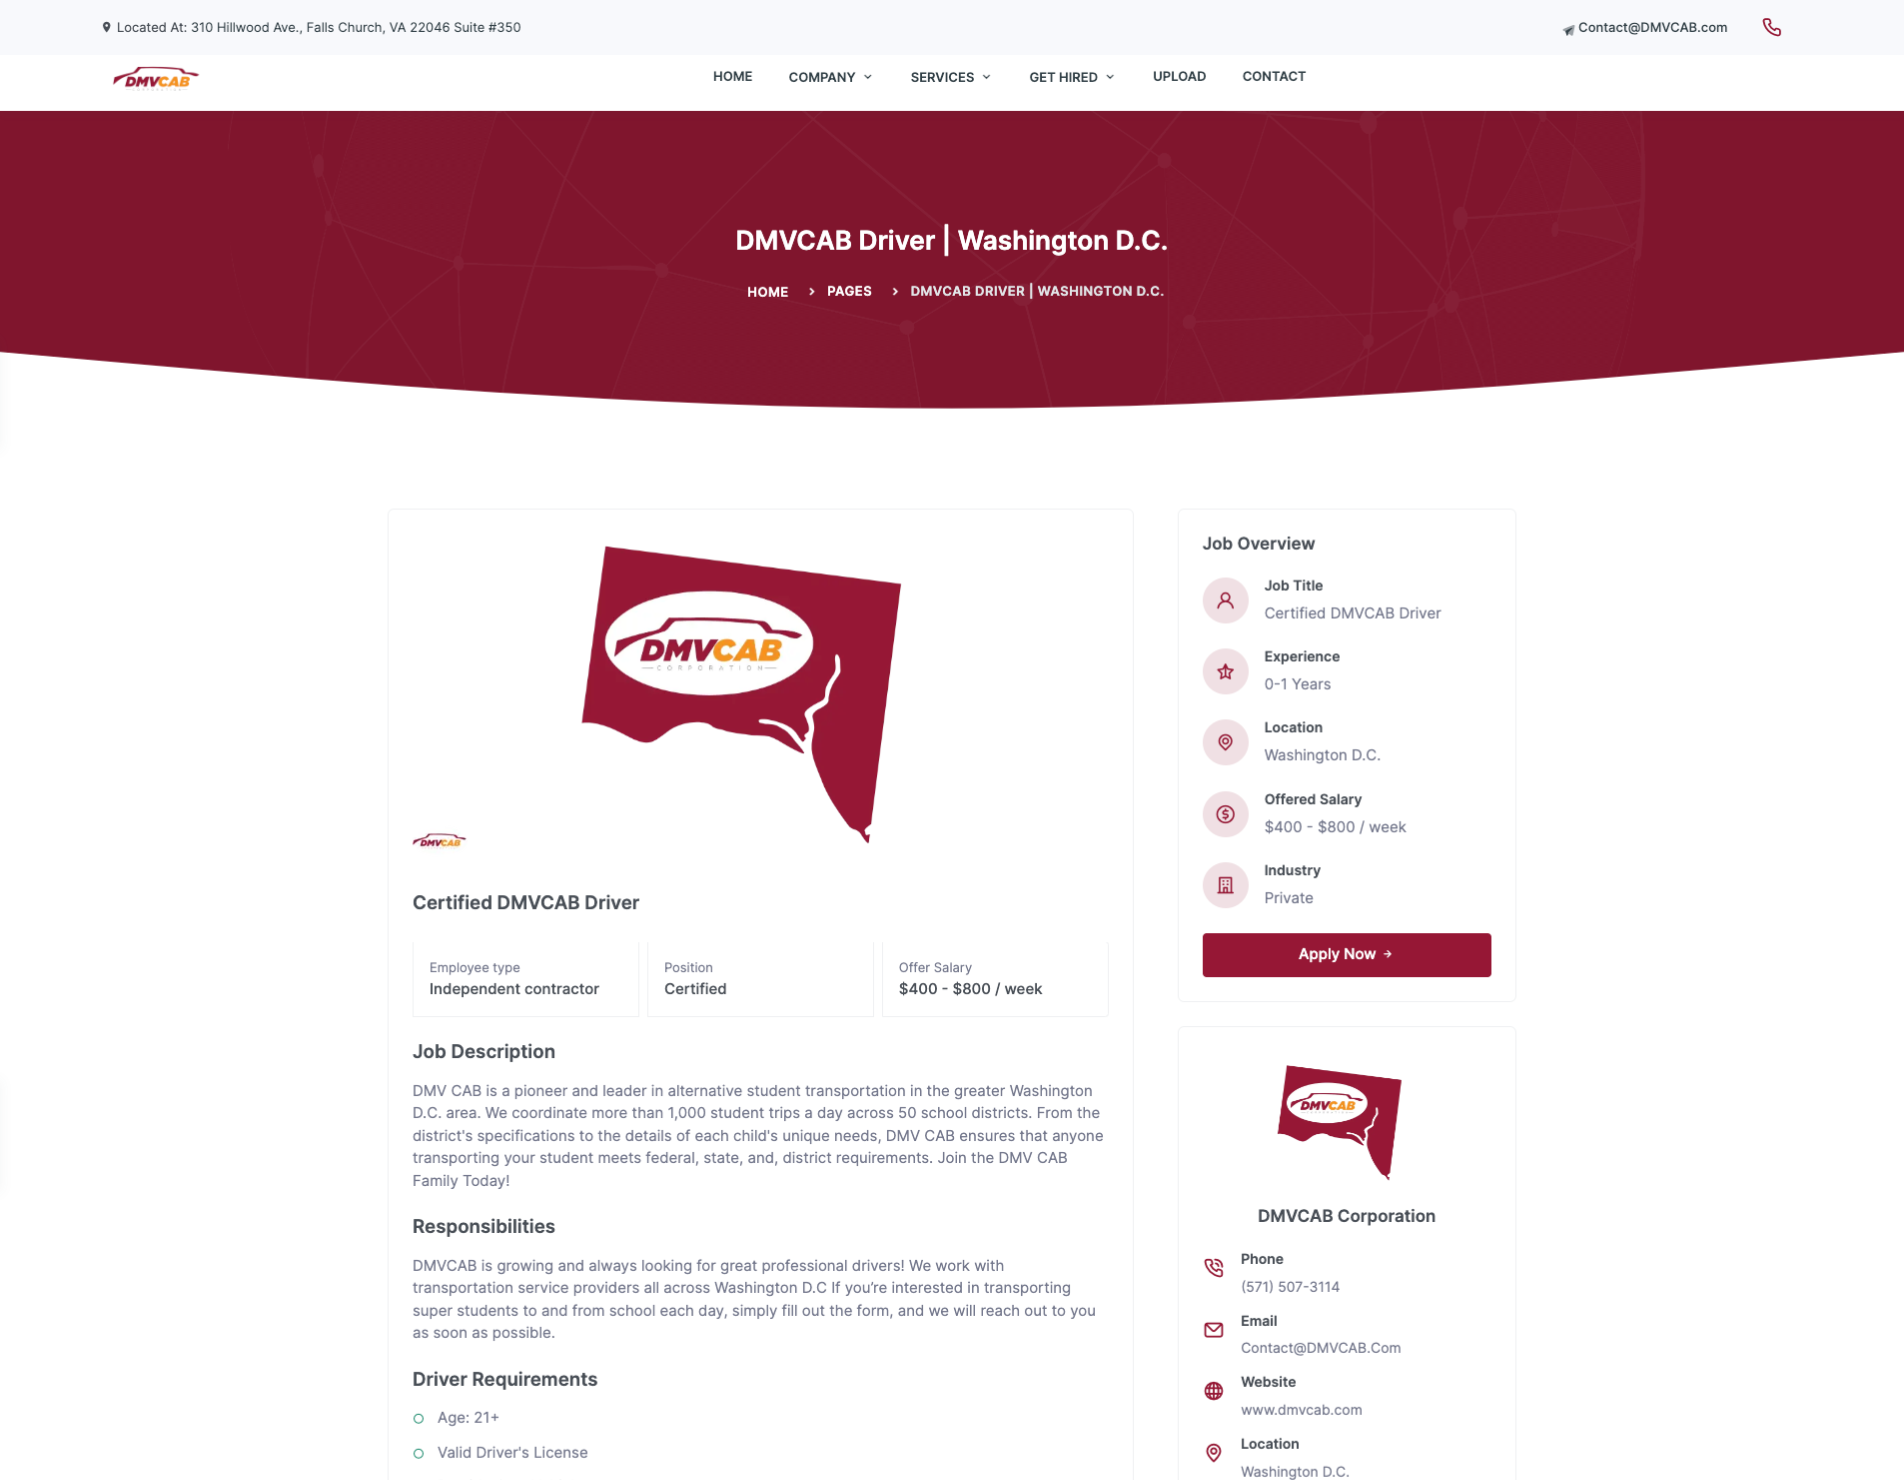 Located At: 310 Hillwood Ave., Falls Church, VA 22046 Suite #350
Contact@DMVCAB.com
DMVCAB
HOME
COMPANY
SERVICES
GET HIRED
UPLOAD
CONTACT
DMVCAB Driver | Washington D.C.
HOME > PAGES > DMVCAB DRIVER | WASHINGTON D.C.
DMVCAB
CORPORATION
DMVCAB
Certified DMVCAB Driver
Employee type
Independent contractor
Position
Certified
Offer Salary
$400 - $800 / week
Job Description
DMV CAB is a pioneer and leader in alternative student transportation in the greater Washington
D.C. area. We coordinate more than 1,000 student trips a day across 50 school districts. From the
district's specifications to the details of each child's unique needs, DMV CAB ensures that anyone
transporting your student meets federal, state, and, district requirements. Join the DMV CAB
Family Today!
Responsibilities
DMVCAB is growing and always looking for great professional drivers! We work with
transportation service providers all across Washington D.C If you’re interested in transporting
super students to and from school each day, simply fill out the form, and we will reach out to you
as soon as possible.
Driver Requirements
Age: 21+
Valid Driver's License
Job Overview
Job Title
Certified DMVCAB Driver
Experience
0-1 Years
Location
Washington D.C.
Offered Salary
$400 - $800 / week
Industry
Private
Apply Now →
DMVCAB
DMVCAB Corporation
Phone
(571) 507-3114
Email
Contact@DMVCAB.Com
Website
www.dmvcab.com
Location
Washington D.C.